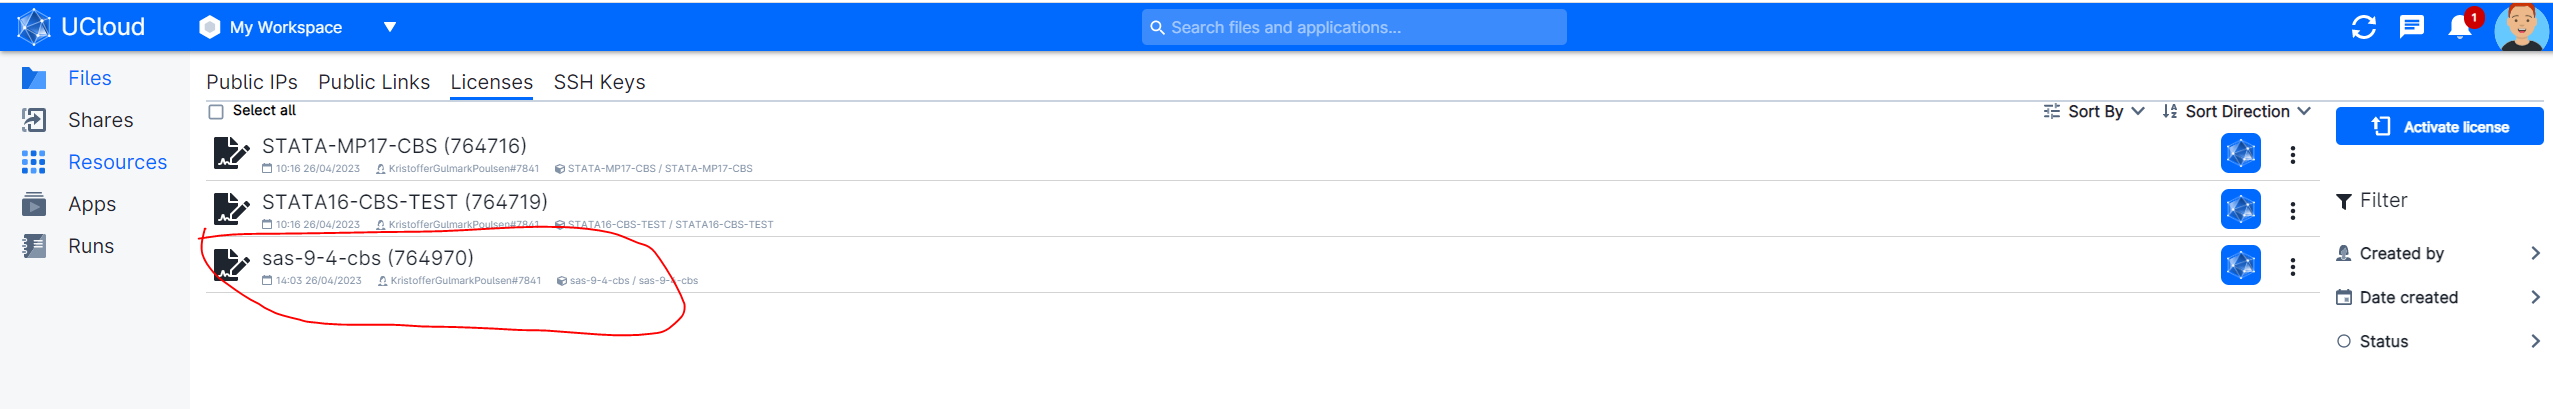 UCloud My Workspace Search files and applications... 1
Files
Shares
Resources
Apps
Runs
Public IPs Public Links Licenses SSH Keys
Select all Sort By Sort Direction
STATA-MP17-CBS (764716)
10:16 26/04/2023 KristofferGulmarkPoulsen#7841 STATA-MP17-CBS / STATA-MP17-CBS
STATA16-CBS-TEST (764719)
10:16 26/04/2023 KristofferGulmarkPoulsen#7841 STATA16-CBS-TEST / STATA16-CBS-TEST
sas-9-4-cbs (764970)
14:03 26/04/2023 KristofferGulmarkPoulsen#7841 sas-9-4-cbs / sas-9-4-cbs
Activate license
Filter
Created by
Date created
Status